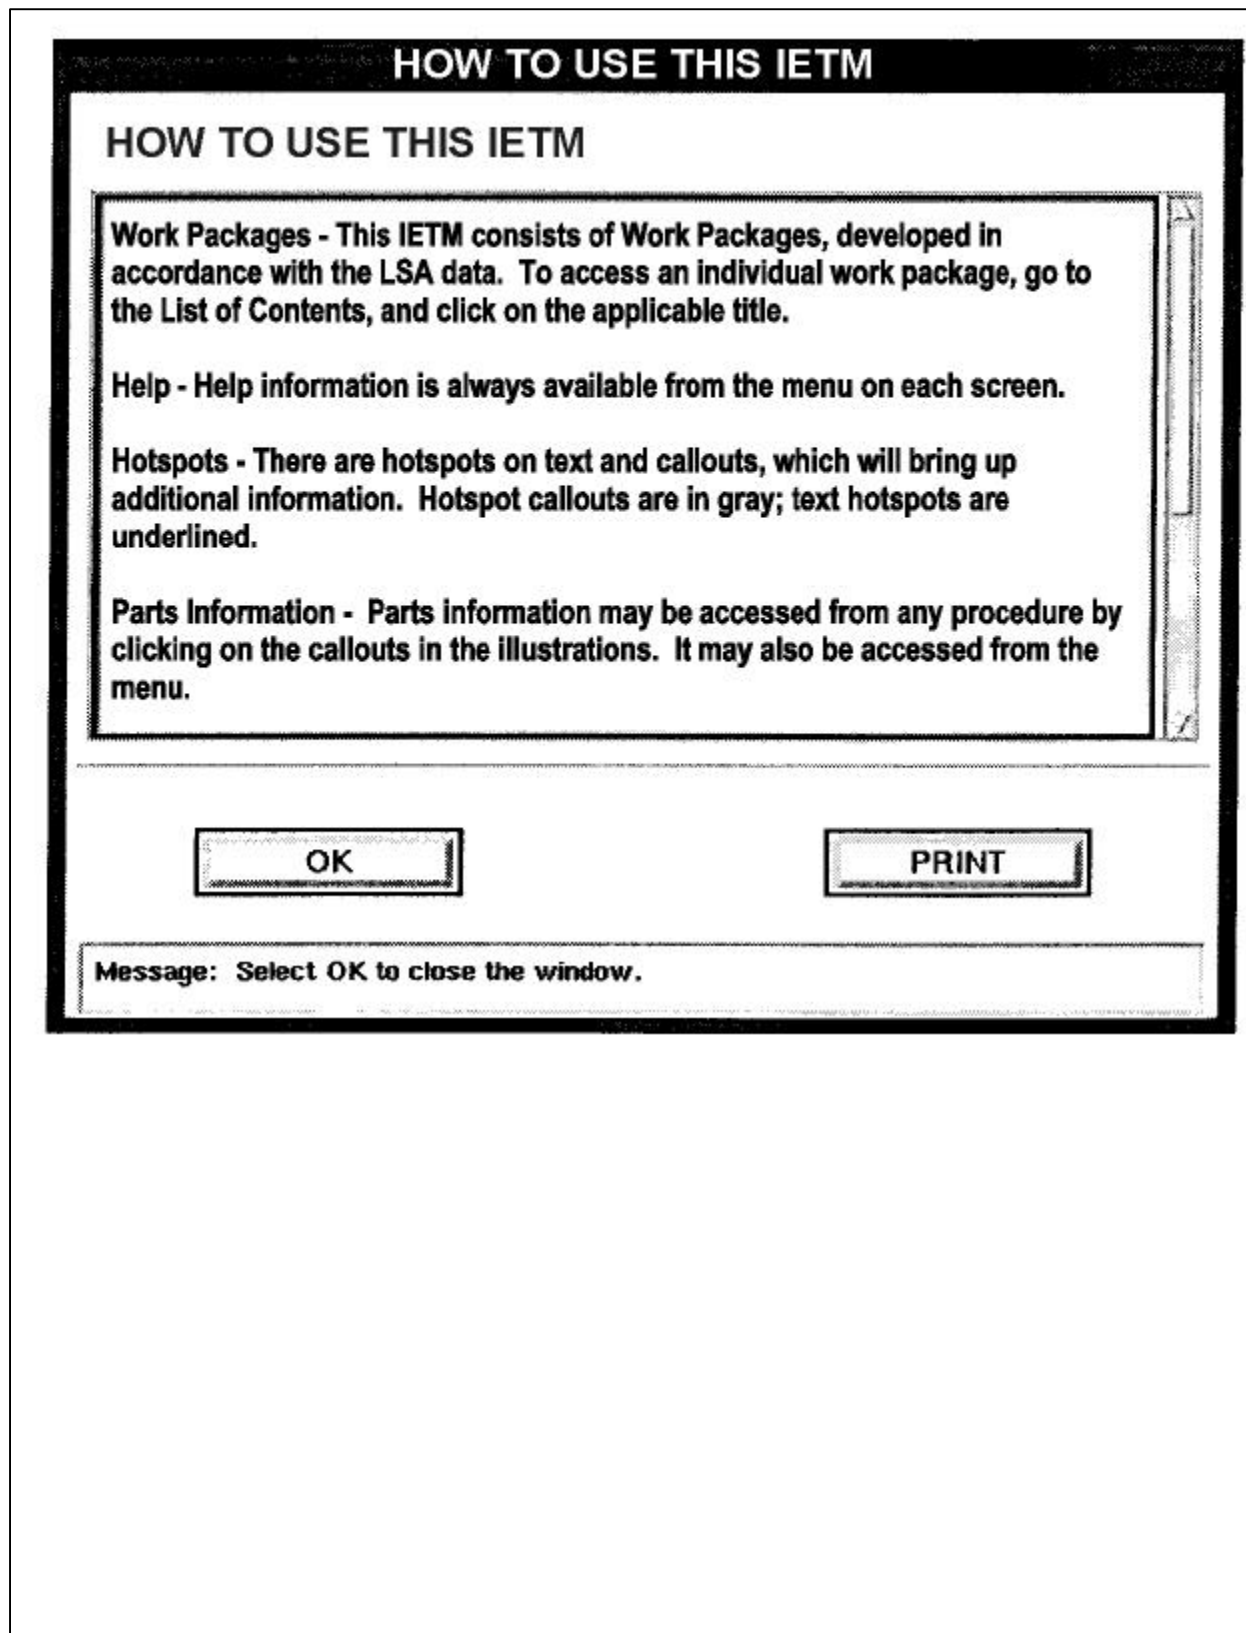 HOW TO USE THIS IETM
HOW TO USE THIS IETM
Work Packages - This IETM consists of Work Packages, developed in
accordance with the LSA data.  To access an individual work package, go to
the List of Contents, and click on the applicable title.
Help - Help information is always available from the menu on each screen.
Hotspots - There are hotspots on text and callouts, which will bring up
additional information.  Hotspot callouts are in gray; text hotspots are
underlined.
Parts Information -  Parts information may be accessed from any procedure by
clicking on the callouts in the illustrations.  It may also be accessed from the
menu.
OK
PRINT
Message:  Select OK to close the window.